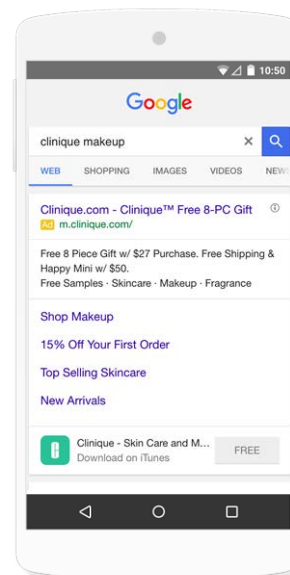 10:50
Google
clinique makeup
WEB SHOPPING IMAGES VIDEOS NEWS
Clinique.com - Clinique™ Free 8-PC Gift
Ad m.clinique.com/
Free 8 Piece Gift w/ $27 Purchase. Free Shipping &
Happy Mini w/ $50.
Free Samples · Skincare · Makeup · Fragrance
Shop Makeup
15% Off Your First Order
Top Selling Skincare
New Arrivals
Clinique - Skin Care and M...
FREE
Download on iTunes